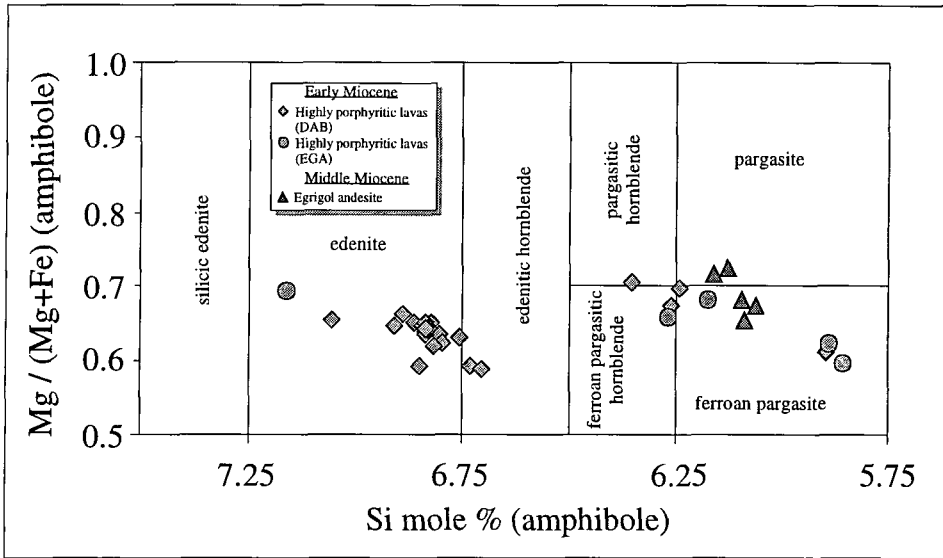 Mg / (Mg+Fe) (amphibole)
1.0
0.9
0.8
0.7
0.6
0.5
Early Miocene
Highly porphyritic lavas
(DAB)
Highly porphyritic lavas
(EGA)
Middle Miocene
Egrigol andesite
silicic edenite
edenite
edenitic hornblende
pargasitic
hornblende
pargasite
ferroan pargasitic
hornblende
ferroan pargasite
7.25
6.75
6.25
5.75
Si mole % (amphibole)